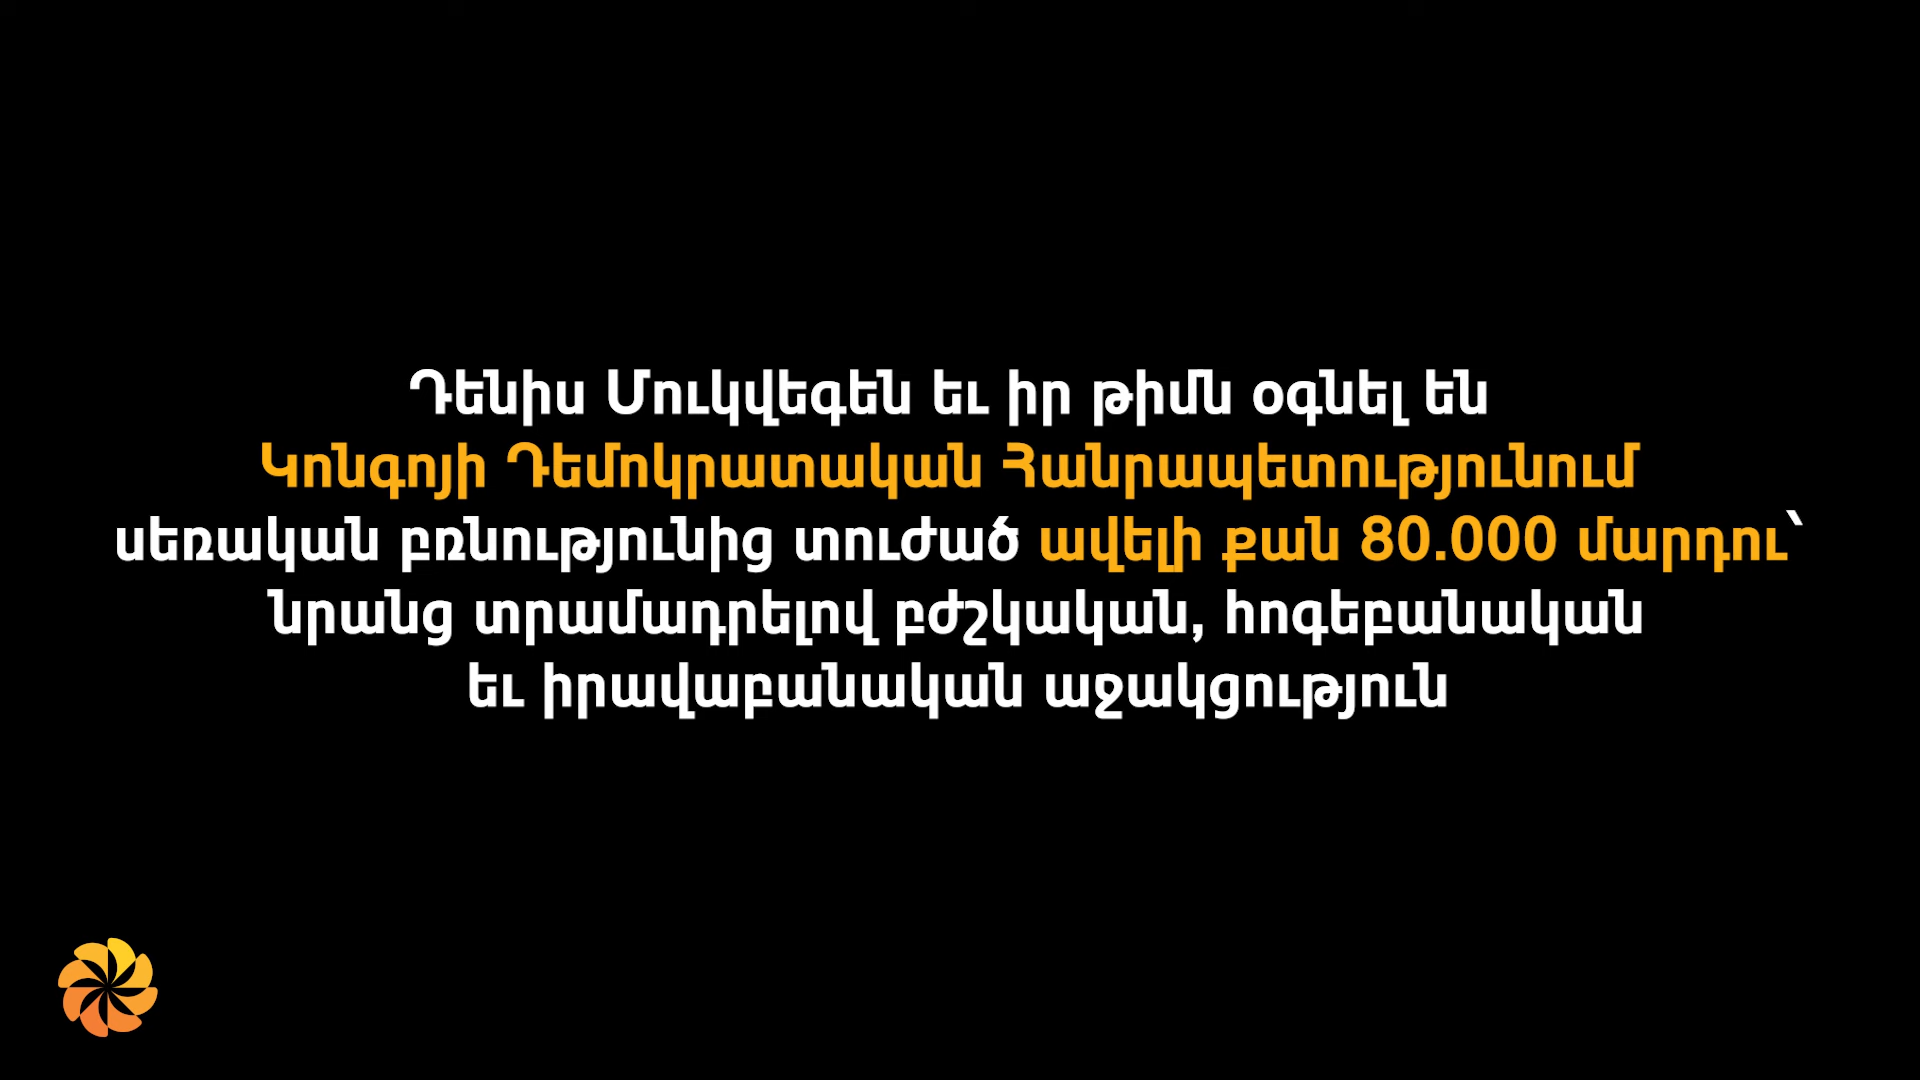 Դենիս Մուկվեգեն եւ իր թիմն օգնել են
Կոնգոյի Դեմոկրատական Հանրապետությունում
սեռական բռնությունից տուժած ավելի քան 80.000 մարդու՝
նրանց տրամադրելով բժշկական, հոգեբանական
եւ իրավաբանական աջակցություն